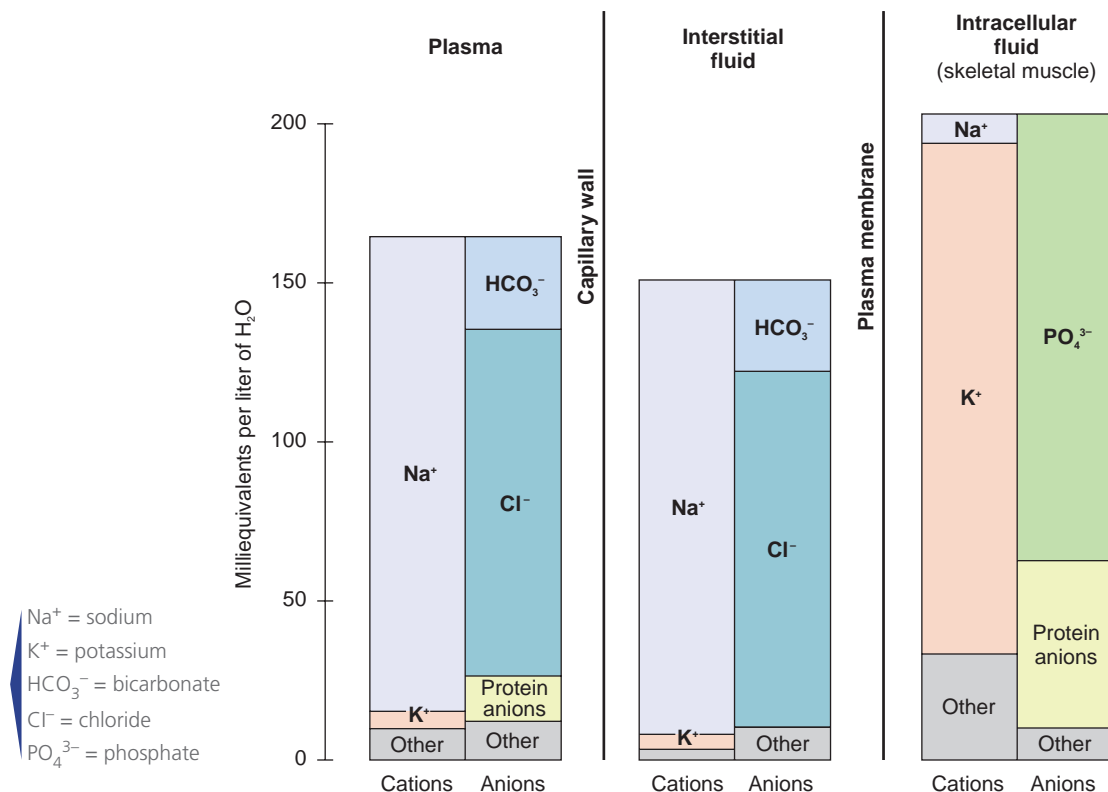 Plasma
Interstitial
fluid
Intracellular
fluid
(skeletal muscle)
Capillary wall
Plasma membrane
Milliequivalents per liter of H₂O
200
150
100
50
0
HCO₃⁻
Na⁺
Cl⁻
Protein
anions
K⁺
Other
Other
Cations
Anions
HCO₃⁻
Na⁺
Cl⁻
K⁺
Other
Cations
Anions
Na⁺
PO₄³⁻
K⁺
Protein
anions
Other
Other
Cations
Anions
Na⁺ = sodium
K⁺ = potassium
HCO₃⁻ = bicarbonate
Cl⁻ = chloride
PO₄³⁻ = phosphate